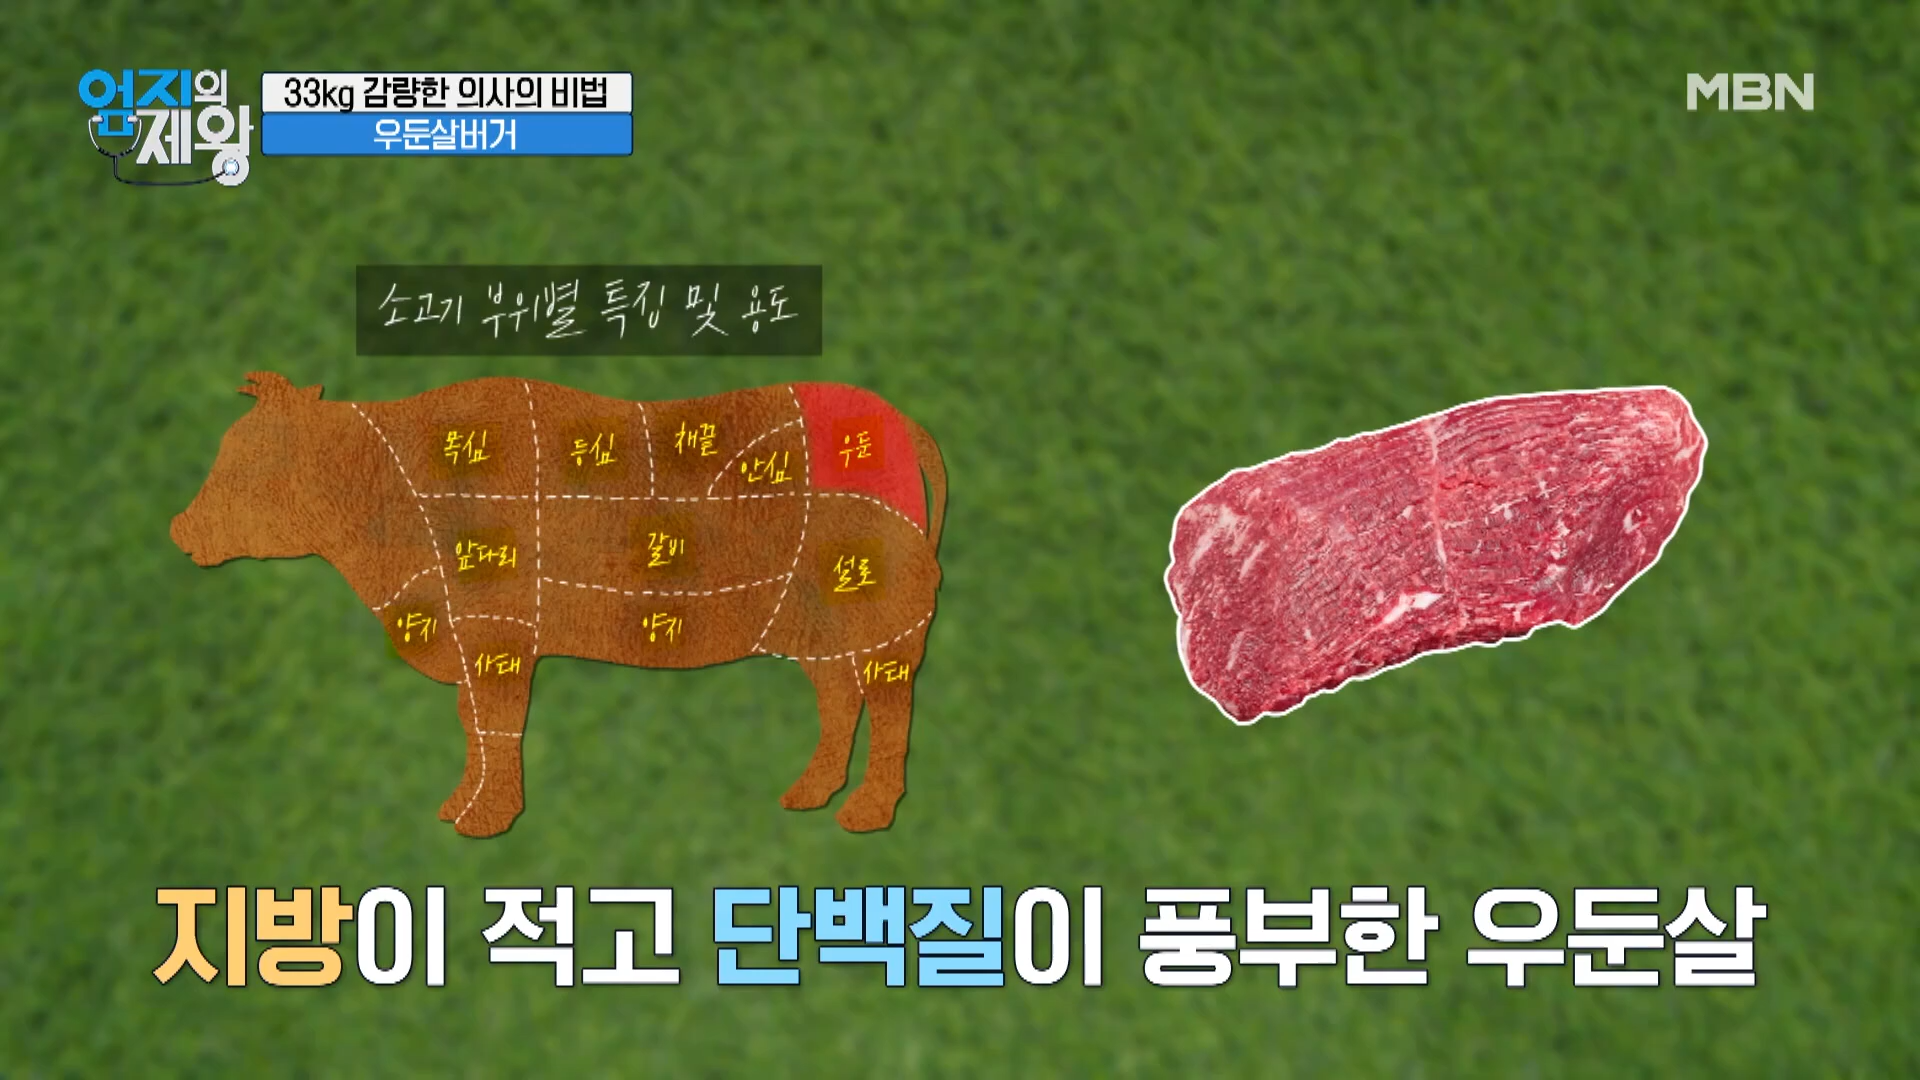 엄지의 제왕
33kg 감량한 의사의 비법
우둔살버거
MBN
소고기 부위별 특집 및 용도
목심
등심
채끝
안심
우둔
앞다리
갈비
설로
양지
양지
사태
사태
지방이 적고 단백질이 풍부한 우둔살